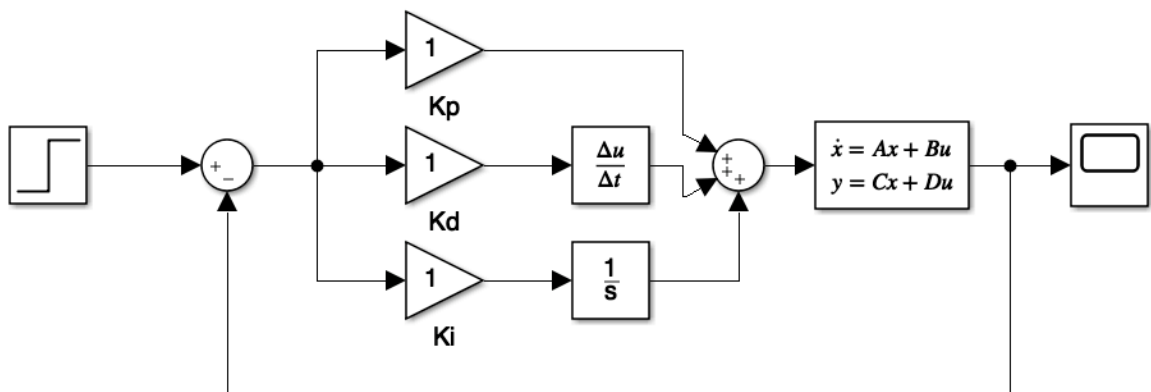 1
Kp
+
−
1
Kd
Δu
Δt
+
+
+
ẋ = Ax + Bu
y = Cx + Du
1
Ki
1
s